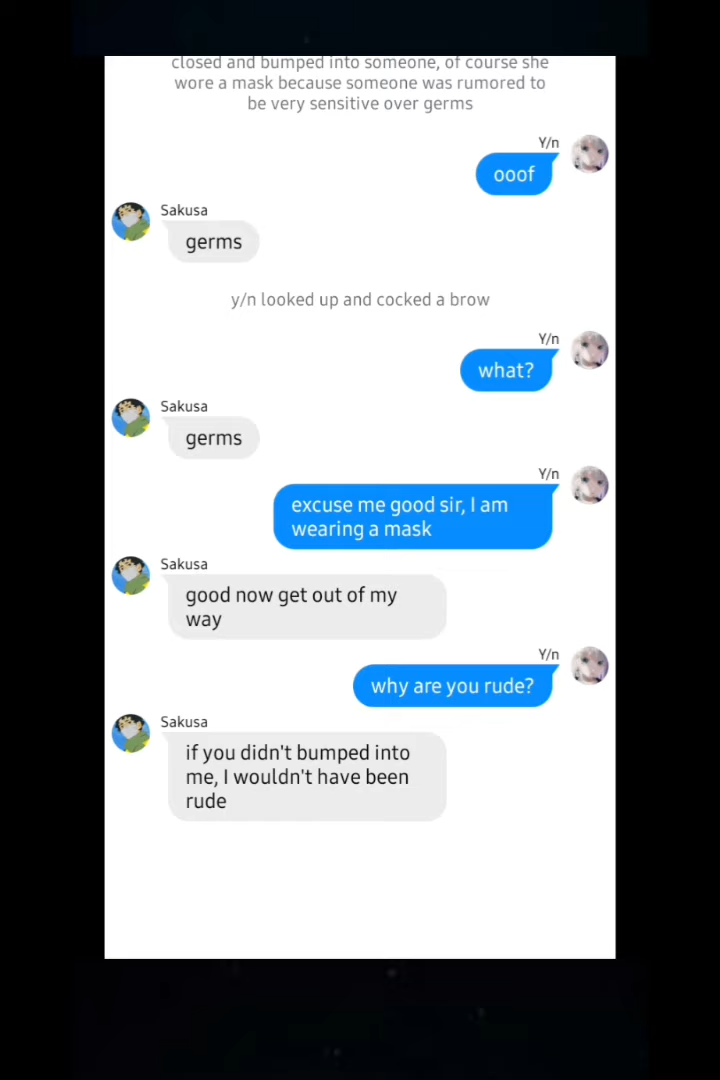 closed and bumped into someone, of course she
wore a mask because someone was rumored to
be very sensitive over germs
Y/n
ooof
Sakusa
germs
y/n looked up and cocked a brow
Y/n
what?
Sakusa
germs
Y/n
excuse me good sir, I am
wearing a mask
Sakusa
good now get out of my
way
Y/n
why are you rude?
Sakusa
if you didn't bumped into
me, I wouldn't have been
rude